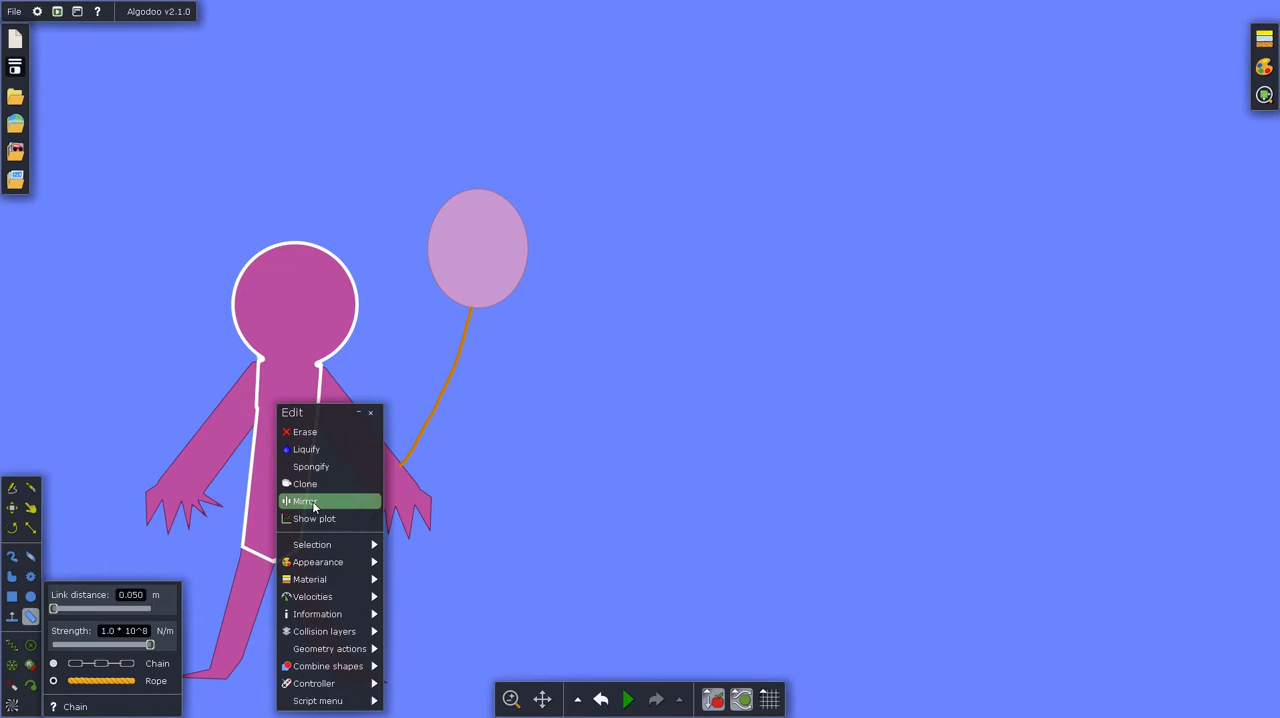 File
Algodoo v2.1.0
Edit
Erase
Liquify
Spongify
Clone
Mirror
Show plot
Selection
Appearance
Material
Velocities
Information
Collision layers
Geometry actions
Combine shapes
Controller
Script menu
Link distance: 0.050 m
Strength: 1.0 * 10^8 N/m
Chain
Rope
? Chain